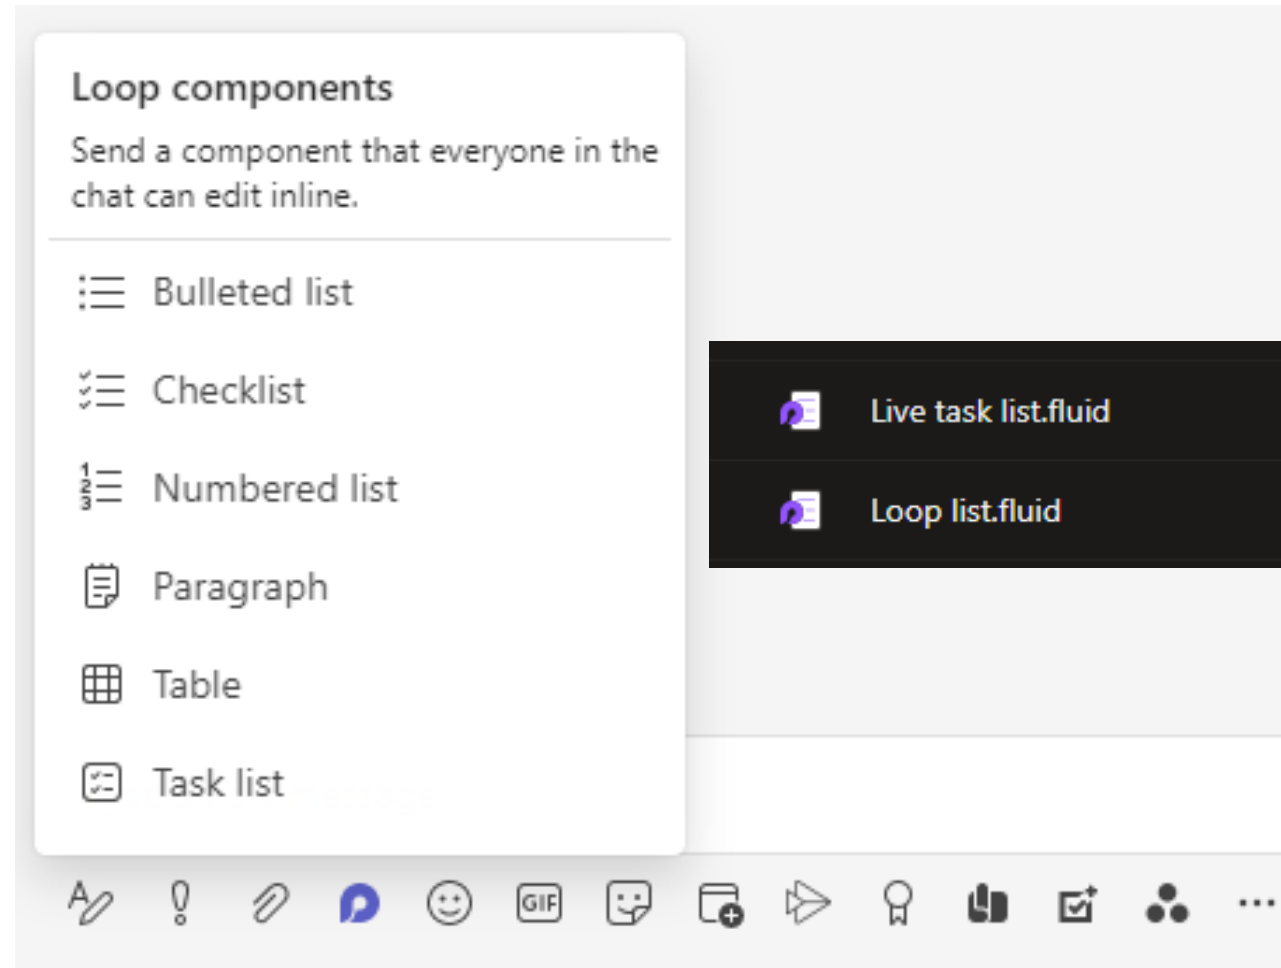 Loop components
Send a component that everyone in the
chat can edit inline.
Bulleted list
Checklist
Live task list.fluid
Numbered list
Loop list.fluid
Paragraph
Table
Task list
GIF